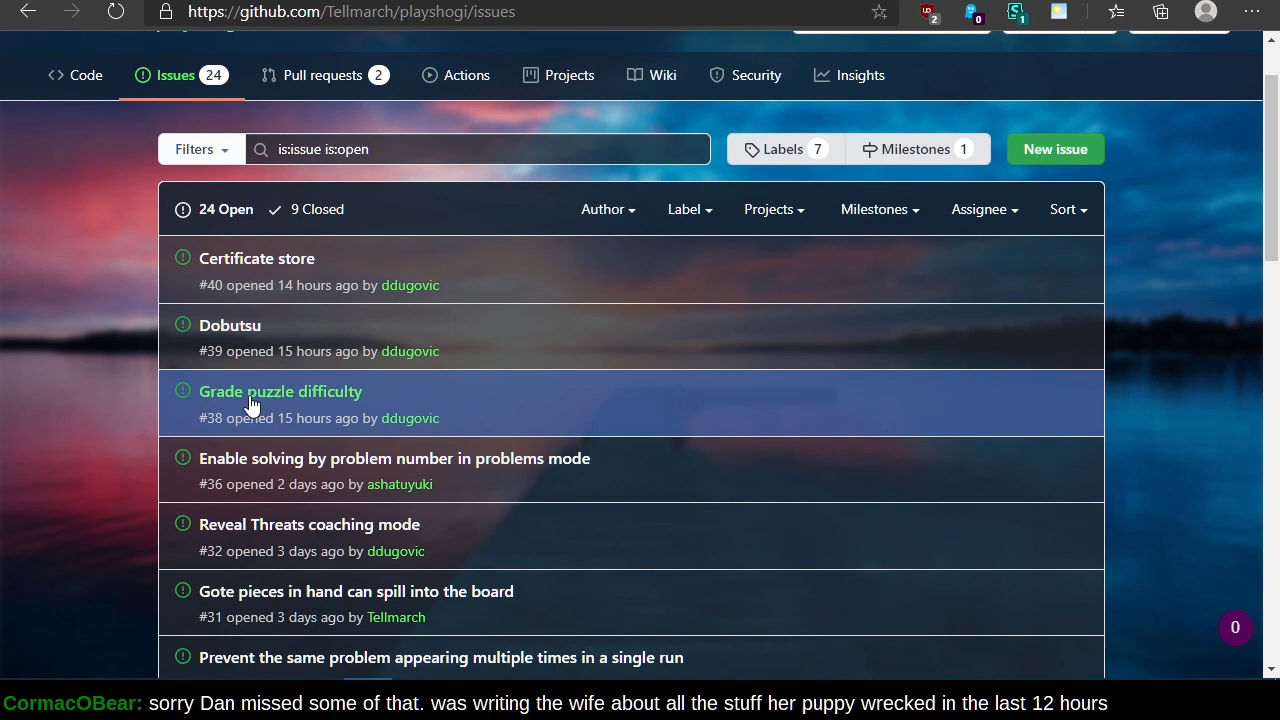 https://github.com/Tellmarch/playshogi/issues
2 0 1
Code Issues 24 Pull requests 2 Actions Projects Wiki Security Insights
Filters is:issue is:open Labels 7 Milestones 1 New issue
24 Open 9 Closed Author Label Projects Milestones Assignee Sort
Certificate store
#40 opened 14 hours ago by ddugovic
Dobutsu
#39 opened 15 hours ago by ddugovic
Grade puzzle difficulty
#38 opened 15 hours ago by ddugovic
Enable solving by problem number in problems mode
#36 opened 2 days ago by ashatuyuki
Reveal Threats coaching mode
#32 opened 3 days ago by ddugovic
Gote pieces in hand can spill into the board
#31 opened 3 days ago by Tellmarch
0
Prevent the same problem appearing multiple times in a single run
CormacOBear: sorry Dan missed some of that. was writing the wife about all the stuff her puppy wrecked in the last 12 hours